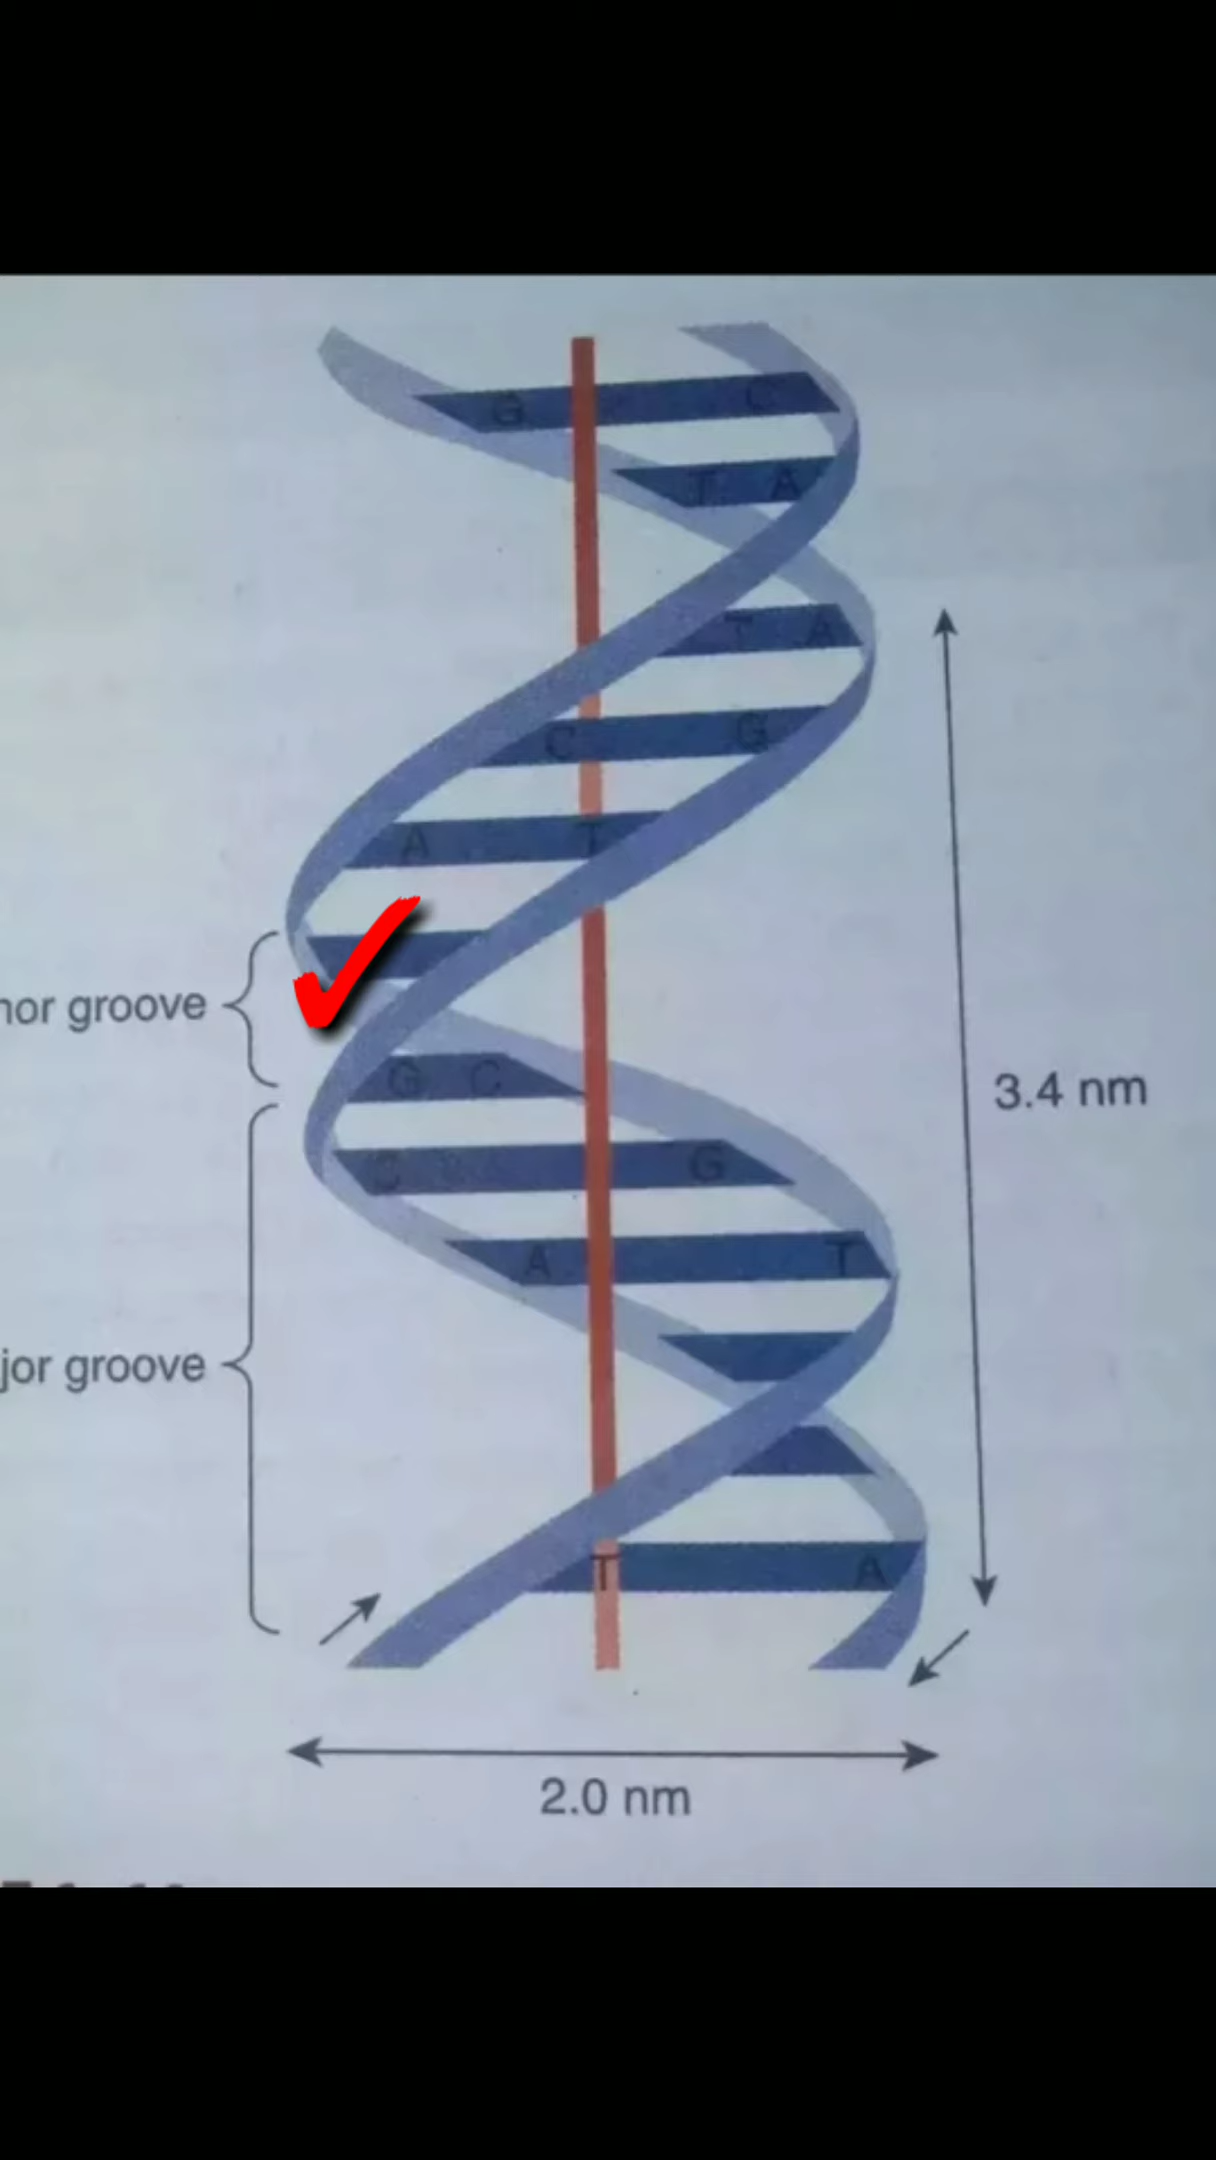 G C
T A
T A
C G
A T
nor groove
G C
3.4 nm
C G
A T
jor groove
T A
2.0 nm